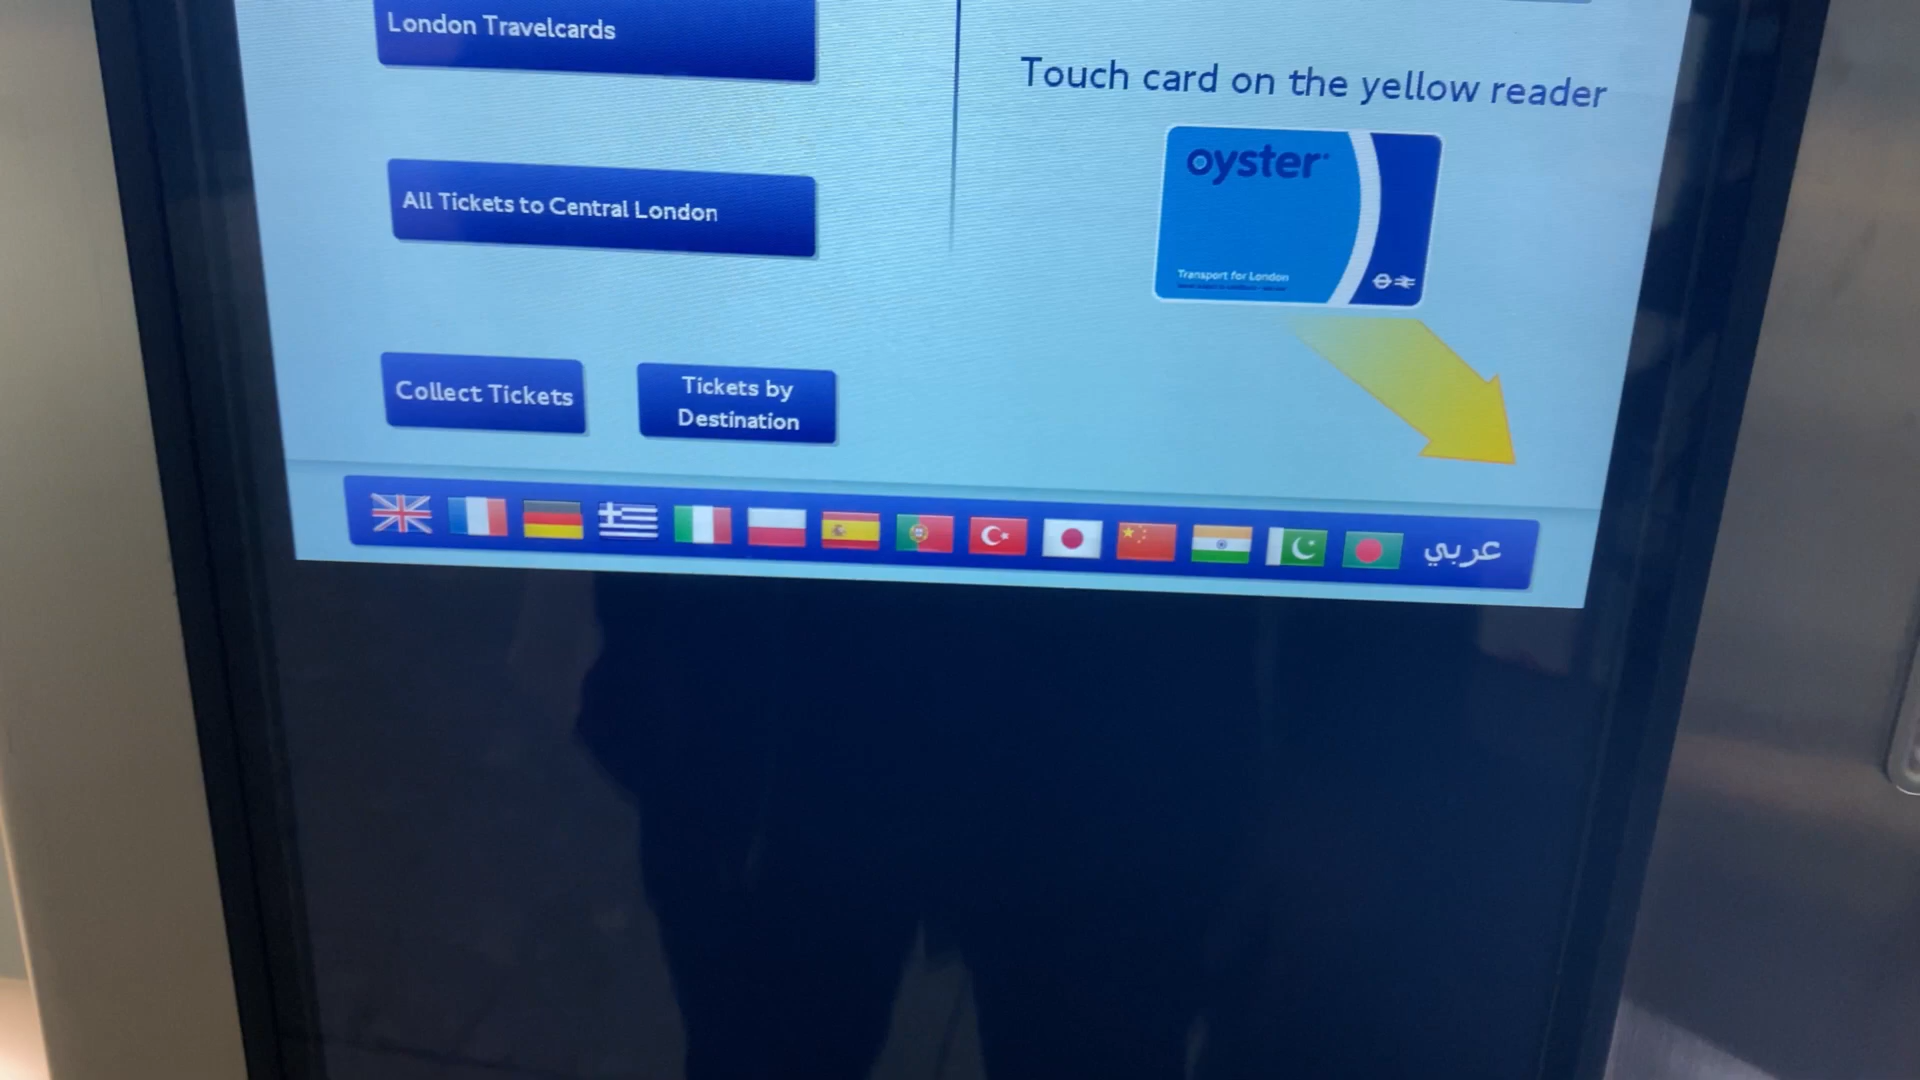 London Travelcards
All Tickets to Central London
Collect Tickets
Tickets by
Destination
Touch card on the yellow reader
oyster
Transport for London
عربي